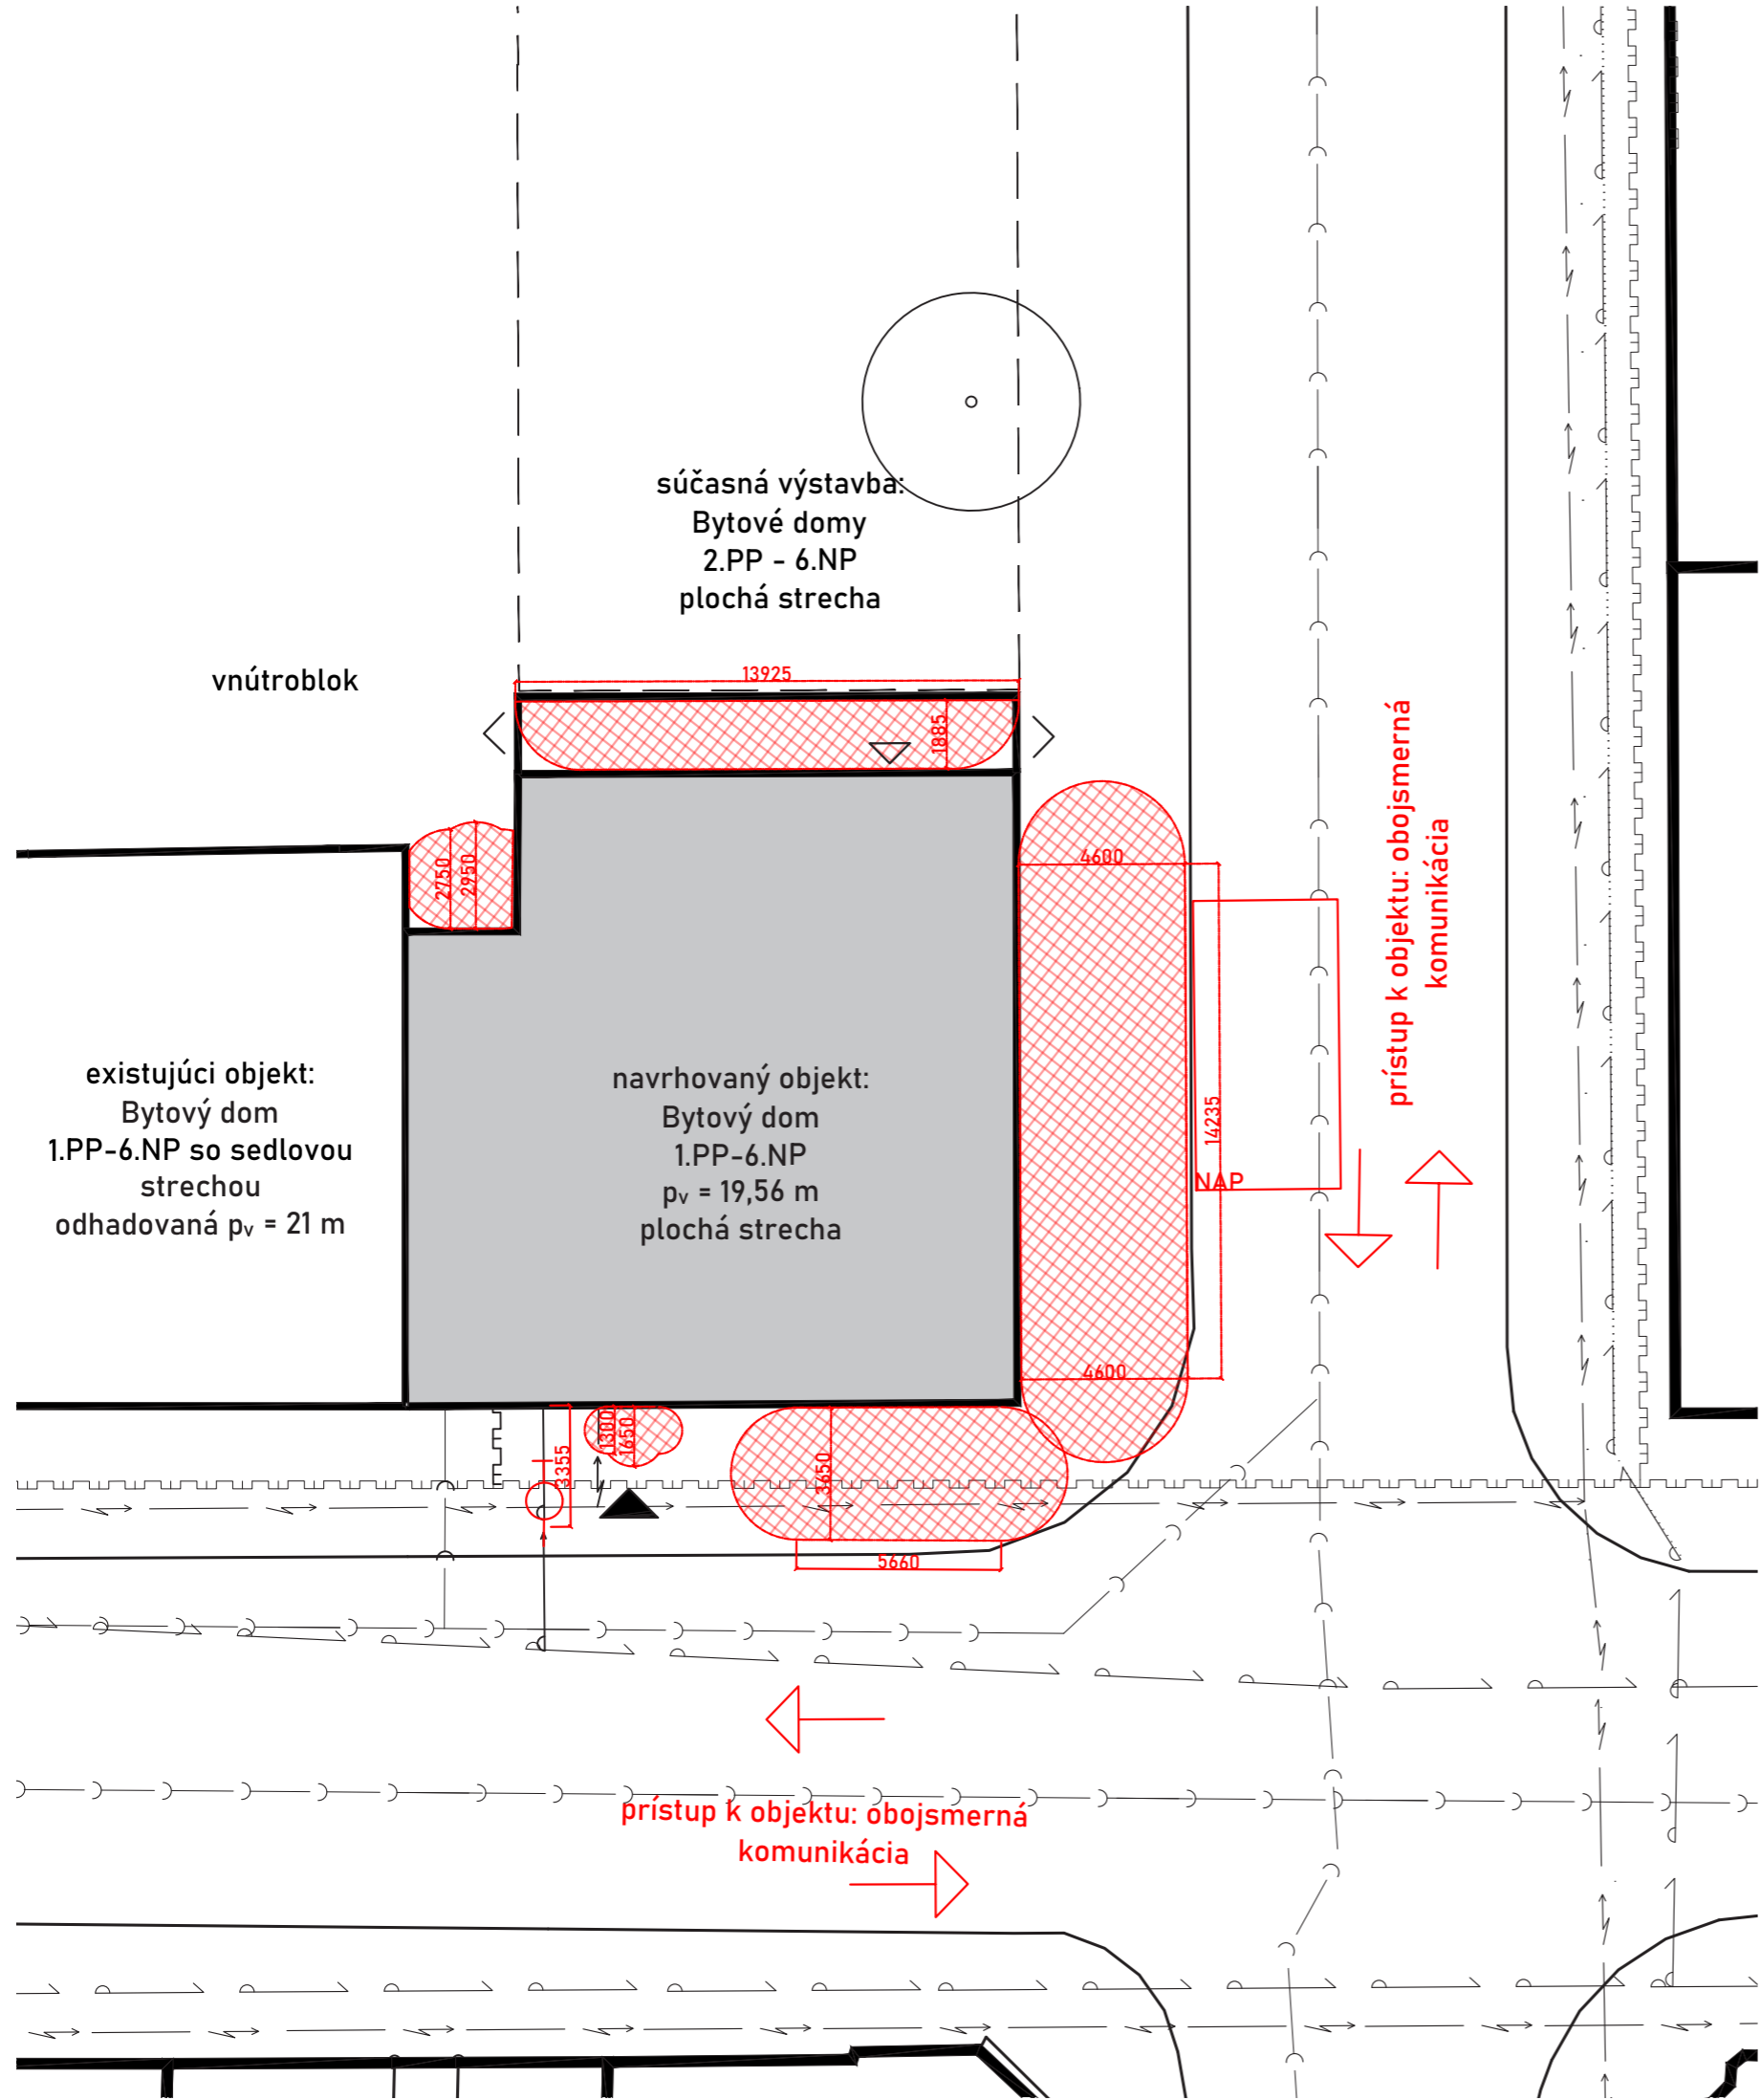 súčasná výstavba:
Bytové domy
2.PP - 6.NP
plochá strecha
vnútroblok
13925
1885
2750
2950
4600
prístup k objektu: obojsmerná
komunikácia
existujúci objekt:
Bytový dom
1.PP-6.NP so sedlovou
strechou
odhadovaná pᵥ = 21 m
navrhovaný objekt:
Bytový dom
1.PP-6.NP
pᵥ = 19,56 m
plochá strecha
14235
NAP
4600
1300
1650
3355
3650
5660
prístup k objektu: obojsmerná
komunikácia